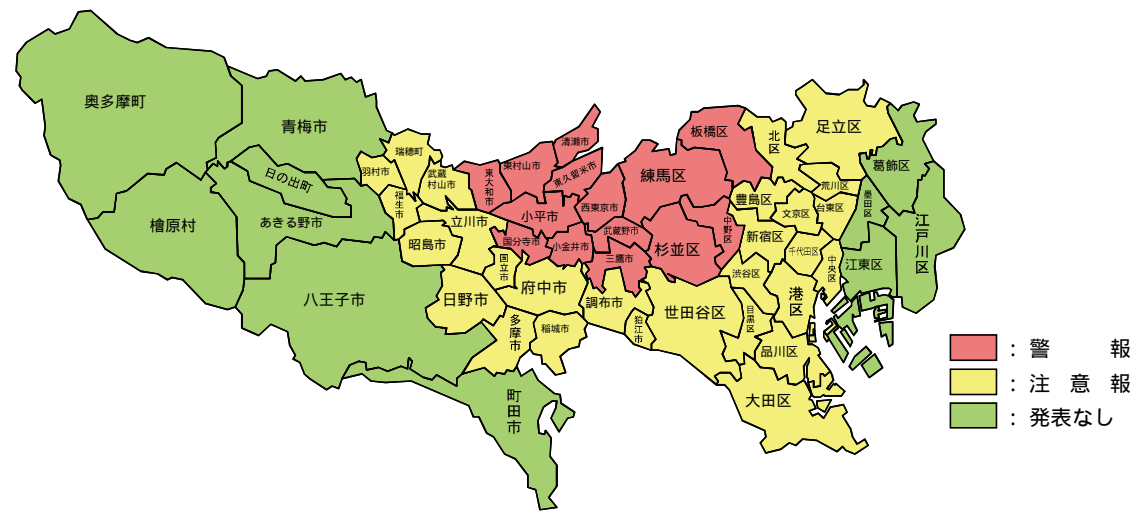 奥多摩町
青梅市
日の出町
あきる野市
檜原村
八王子市
町田市
瑞穂町
羽村市
武蔵
村山市
福生市
昭島市
立川市
日野市
多摩市
稲城市
国立市
府中市
調布市
狛江市
東大和市
東村山市
清瀬市
東久留米市
小平市
西東京市
国分寺市
小金井市
武蔵野市
三鷹市
練馬区
板橋区
杉並区
中野区
北区
足立区
葛飾区
荒川区
豊島区
文京区
台東区
墨田区
江戸川区
新宿区
千代田区
中央区
江東区
渋谷区
港区
世田谷区
目黒区
品川区
大田区
：警　報
：注意報
：発表なし